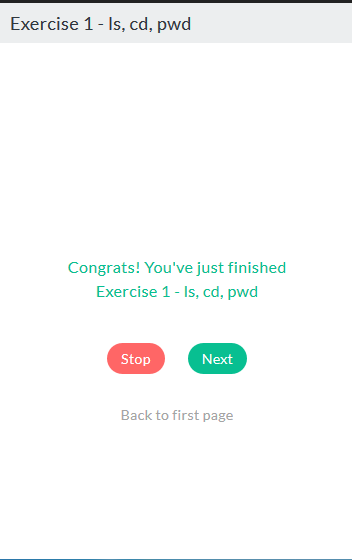 Exercise 1 - ls, cd, pwd
Congrats! You've just finished
Exercise 1 - ls, cd, pwd
Stop
Next
Back to first page